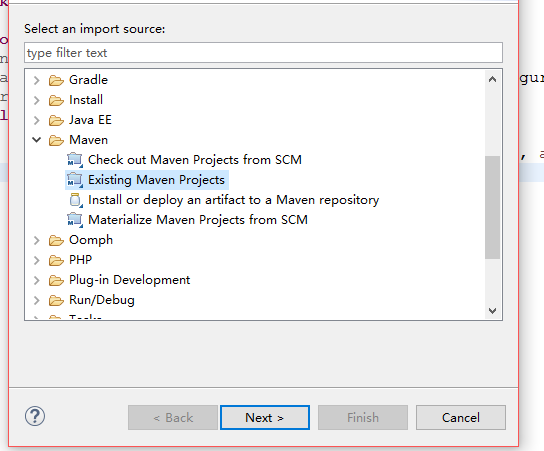 Select an import source:
type filter text
Gradle
Install
Java EE
Maven
Check out Maven Projects from SCM
Existing Maven Projects
Install or deploy an artifact to a Maven repository
Materialize Maven Projects from SCM
Oomph
PHP
Plug-in Development
Run/Debug
? < Back Next > Finish Cancel